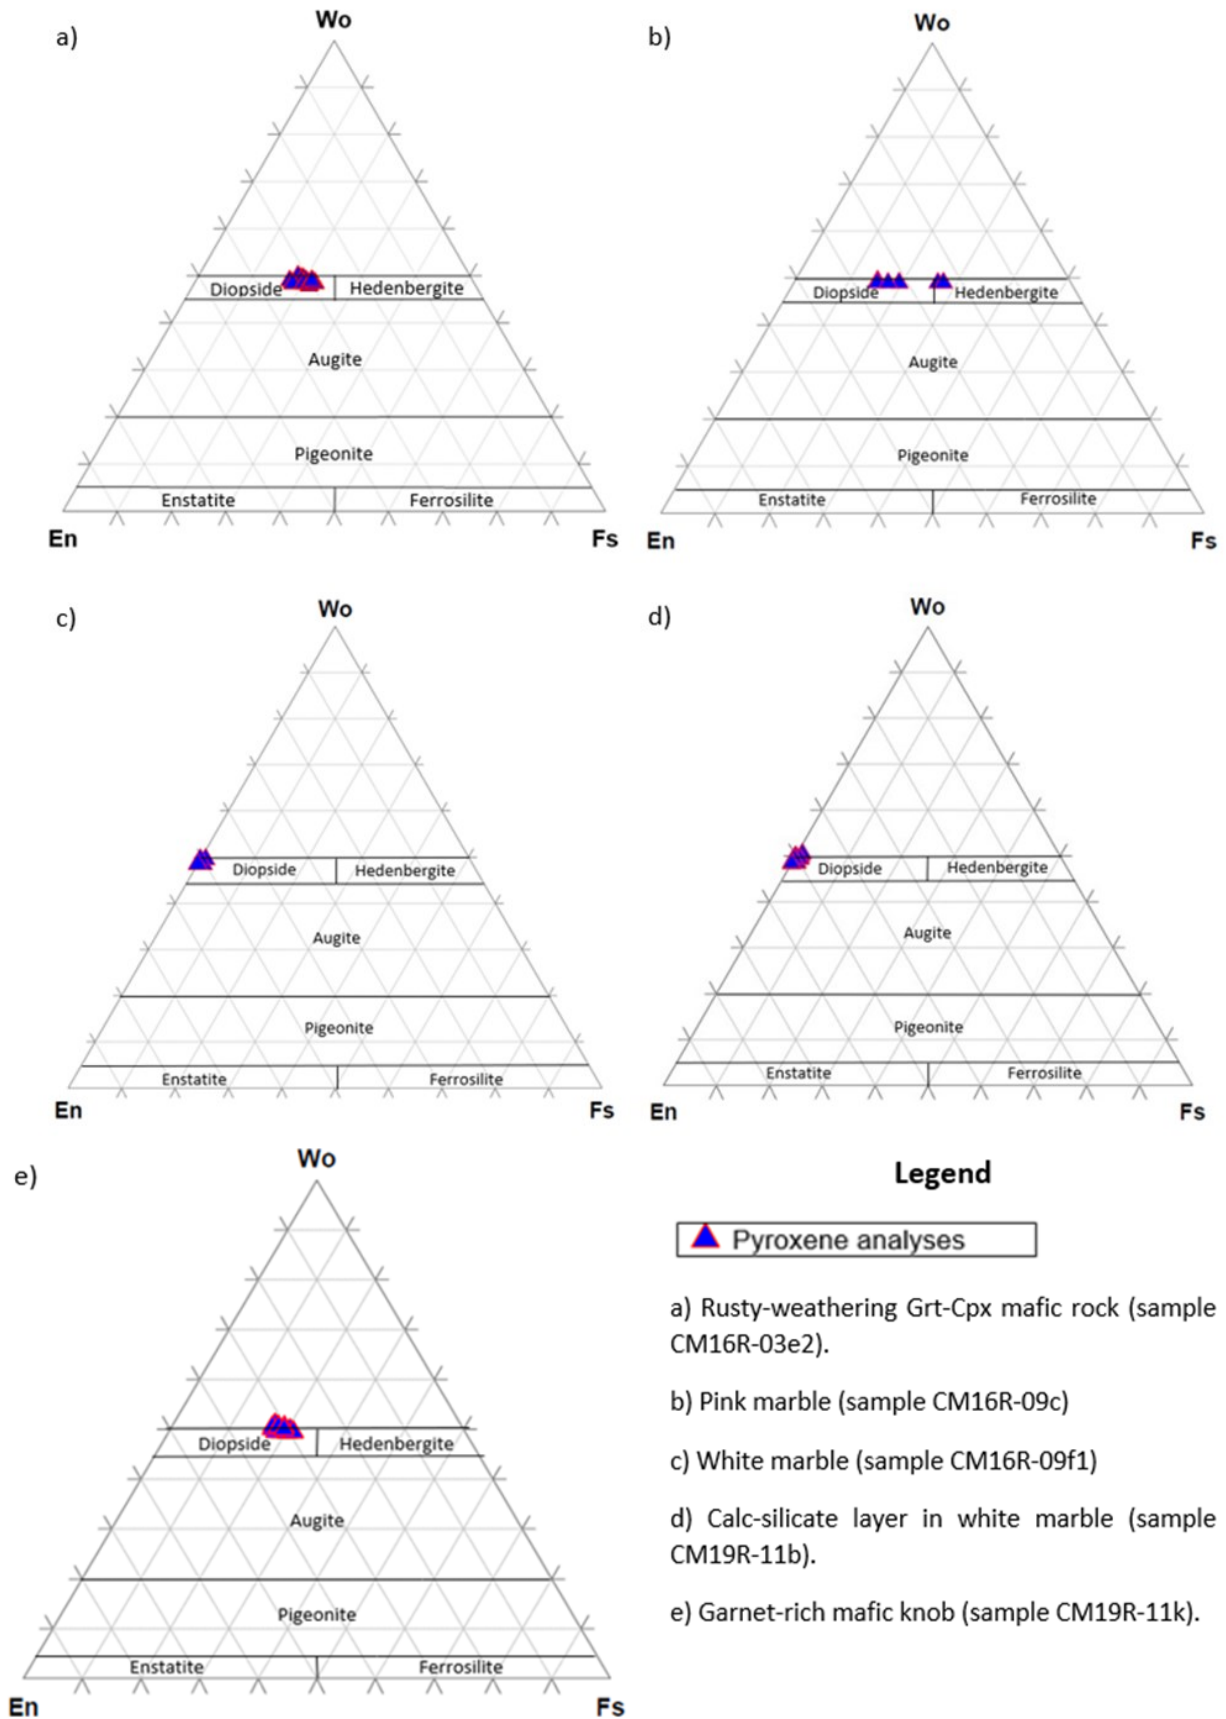 a)
Wo
Diopside
Hedenbergite
Augite
Pigeonite
Enstatite
Ferrosilite
En
Fs
b)
Wo
Diopside
Hedenbergite
Augite
Pigeonite
Enstatite
Ferrosilite
En
Fs
c)
Wo
Diopside
Hedenbergite
Augite
Pigeonite
Enstatite
Ferrosilite
En
Fs
d)
Wo
Diopside
Hedenbergite
Augite
Pigeonite
Enstatite
Ferrosilite
En
Fs
e)
Wo
Diopside
Hedenbergite
Augite
Pigeonite
Enstatite
Ferrosilite
En
Fs
Legend
Pyroxene analyses
a) Rusty-weathering Grt-Cpx mafic rock (sample
CM16R-03e2).
b) Pink marble (sample CM16R-09c)
c) White marble (sample CM16R-09f1)
d) Calc-silicate layer in white marble (sample
CM19R-11b).
e) Garnet-rich mafic knob (sample CM19R-11k).